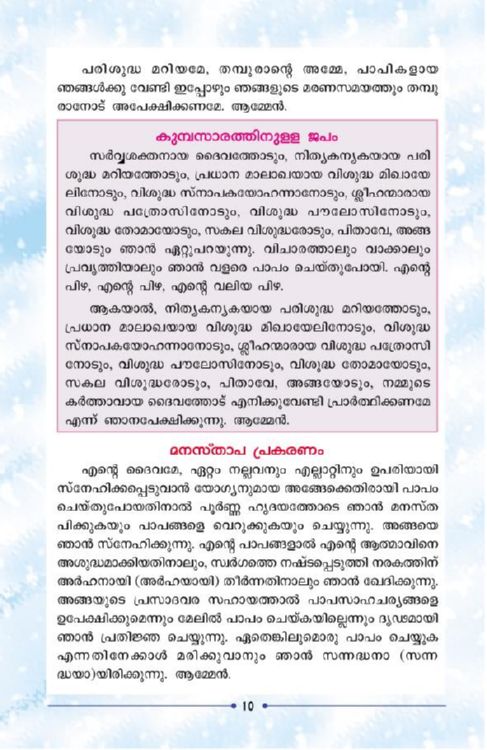 പരിശുദ്ധ മറിയമേ, തമ്പുരാന്റെ അമ്മേ, പാപികളായ
ഞങ്ങൾക്കു വേണ്ടി ഇപ്പോഴും ഞങ്ങളുടെ മരണസമയത്തും തമ്പു
രാനോട് അപേക്ഷിക്കണമേ. ആമ്മേൻ.
കുമ്പസാരത്തിനുളള ജപം
സർവ്വശക്തനായ ദൈവത്തോടും, നിത്യകന്യകയായ പരി
ശുദ്ധ മറിയത്തോടും, പ്രധാന മാലാഖയായ വിശുദ്ധ മിഖായേ
ലിനോടും, വിശുദ്ധ സ്നാപകയോഹന്നാനോടും, ശ്ലീഹന്മാരായ
വിശുദ്ധ പത്രോസിനോടും, വിശുദ്ധ പൗലോസിനോടും,
വിശുദ്ധ തോമായോടും, സകല വിശുദ്ധരോടും, പിതാവേ, അങ്ങ
യോടും ഞാൻ ഏറ്റുപറയുന്നു. വിചാരത്താലും വാക്കാലും
പ്രവൃത്തിയാലും ഞാൻ വളരെ പാപം ചെയ്തുപോയി. എന്റെ
പിഴ, എന്റെ പിഴ, എന്റെ വലിയ പിഴ.
ആകയാൽ, നിത്യകന്യകയായ പരിശുദ്ധ മറിയത്തോടും,
പ്രധാന മാലാഖയായ വിശുദ്ധ മിഖായേലിനോടും, വിശുദ്ധ
സ്നാപകയോഹന്നാനോടും, ശ്ലീഹന്മാരായ വിശുദ്ധ പത്രോസി
നോടും, വിശുദ്ധ പൗലോസിനോടും, വിശുദ്ധ തോമായോടും,
സകല വിശുദ്ധരോടും, പിതാവേ, അങ്ങയോടും, നമ്മുടെ
കർത്താവായ ദൈവത്തോട് എനിക്കുവേണ്ടി പ്രാർത്ഥിക്കണമേ
എന്ന് ഞാനപേക്ഷിക്കുന്നു. ആമ്മേൻ.
മനസ്താപ പ്രകരണം
എന്റെ ദൈവമേ, ഏറ്റം നല്ലവനും എല്ലാറ്റിനും ഉപരിയായി
സ്നേഹിക്കപ്പെടുവാൻ യോഗ്യനുമായ അങ്ങേക്കെതിരായി പാപം
ചെയ്തുപോയതിനാൽ പൂർണ്ണ ഹൃദയത്തോടെ ഞാൻ മനസ്ത
പിക്കുകയും പാപങ്ങളെ വെറുക്കുകയും ചെയ്യുന്നു. അങ്ങയെ
ഞാൻ സ്നേഹിക്കുന്നു. എന്റെ പാപങ്ങളാൽ എന്റെ ആത്മാവിനെ
അശുദ്ധമാക്കിയതിനാലും, സ്വർഗത്തെ നഷ്ടപ്പെടുത്തി നരകത്തിന്
അർഹനായി (അർഹയായി) തീർന്നതിനാലും ഞാൻ ഖേദിക്കുന്നു.
അങ്ങയുടെ പ്രസാദവര സഹായത്താൽ പാപസാഹചര്യങ്ങളെ
ഉപേക്ഷിക്കുമെന്നും മേലിൽ പാപം ചെയ്കയില്ലെന്നും ദൃഢമായി
ഞാൻ പ്രതിജ്ഞ ചെയ്യുന്നു. ഏതെങ്കിലുമൊരു പാപം ചെയ്യുക
എന്നതിനേക്കാൾ മരിക്കുവാനും ഞാൻ സന്നദ്ധനാ (സന്ന
ദ്ധയാ)യിരിക്കുന്നു. ആമ്മേൻ.
10